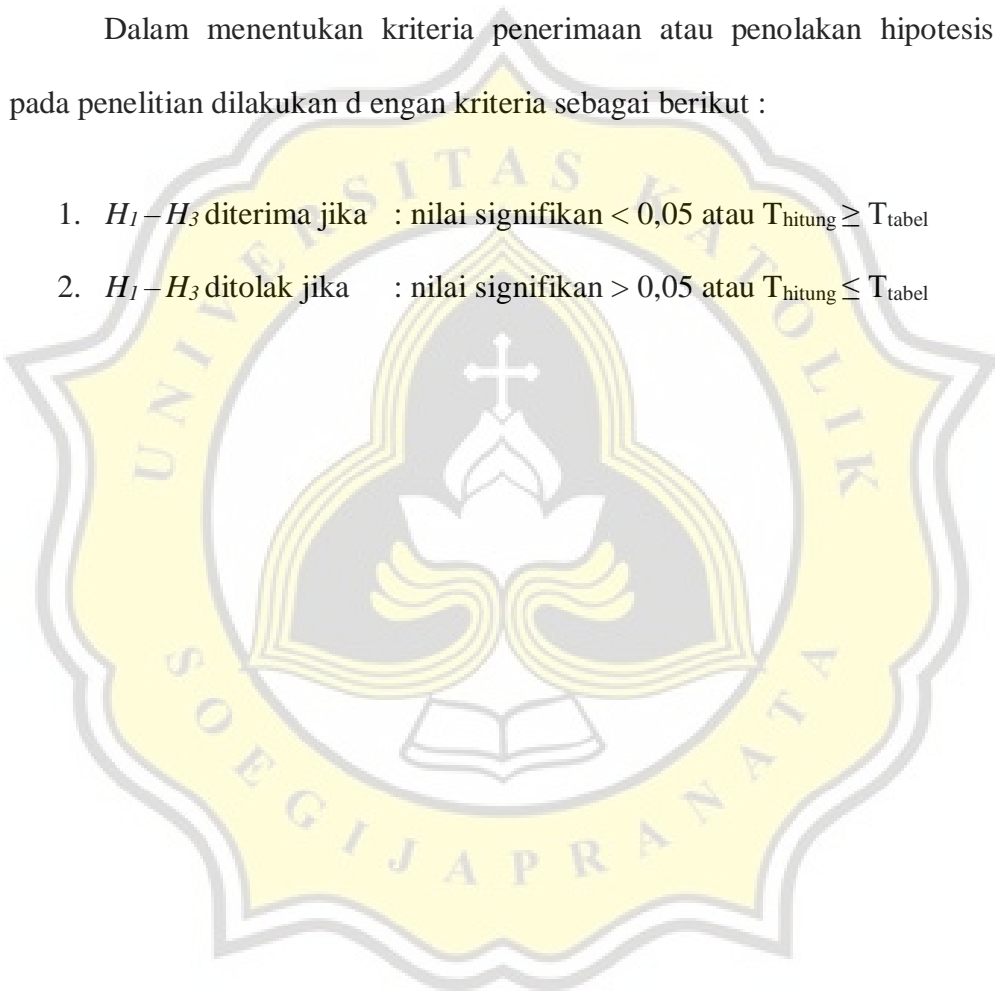 Dalam menentukan kriteria penerimaan atau penolakan hipotesis
pada penelitian dilakukan d engan kriteria sebagai berikut :
1. H1 – H3 diterima jika : nilai signifikan < 0,05 atau Thitung ≥ Ttabel
2. H1 – H3 ditolak jika : nilai signifikan > 0,05 atau Thitung ≤ Ttabel
UNIVERSITAS KATOLIK
SOEGIJAPRANATA